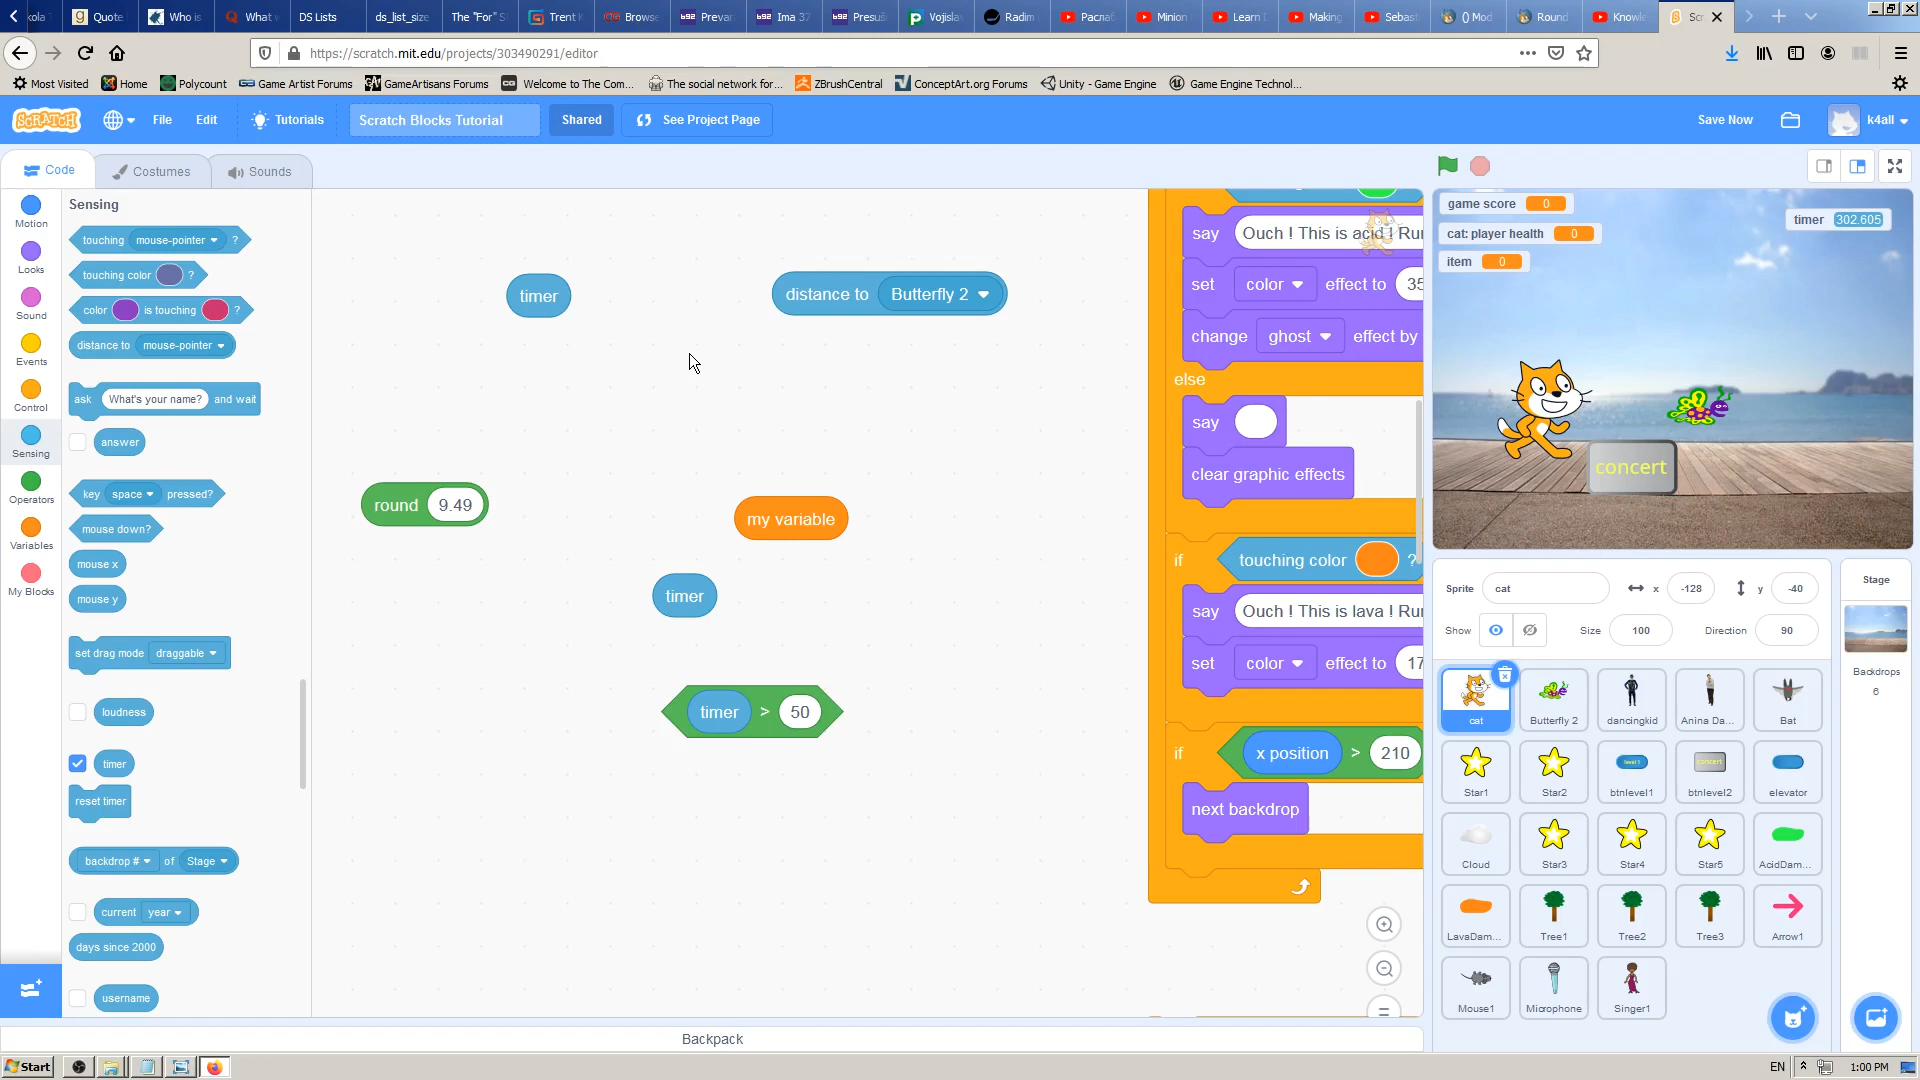 kola T
Quote
Who is
What v
DS Lists
ds_list_size
The "For" S
Trent K
Browse
Prevar
Ima 37
Presuš
Vojisla
Radim
Распа
Minion
Learn I
Making
Sebast
() Mod
Round
Knowle
Scr
https://scratch.mit.edu/projects/303490291/editor
Most Visited
Home
Polycount
Game Artist Forums
GameArtisans Forums
Welcome to The Com...
The social network for...
ZBrushCentral
ConceptArt.org Forums
Unity - Game Engine
Game Engine Technol...
SCRATCH
File
Edit
Tutorials
Scratch Blocks Tutorial
Shared
See Project Page
Save Now
k4all
Code
Costumes
Sounds
Motion
Looks
Sound
Events
Control
Sensing
Operators
Variables
My Blocks
Sensing
touching mouse-pointer ?
touching color ?
color is touching ?
distance to mouse-pointer
ask What's your name? and wait
answer
key space pressed?
mouse down?
mouse x
mouse y
set drag mode draggable
loudness
timer
reset timer
backdrop # of Stage
current year
days since 2000
username
timer
distance to Butterfly 2
round 9.49
my variable
timer
timer > 50
say Ouch ! This is acid ! Ru
set color effect to 35
change ghost effect by
else
say
clear graphic effects
if touching color ?
say Ouch ! This is lava ! Ru
set color effect to 17
if x position > 210
next backdrop
Backpack
game score 0
cat: player health 0
item 0
timer 302.605
concert
Sprite cat x -128 y -40
Show Size 100 Direction 90
Stage
Backdrops
6
cat
Butterfly 2
dancingkid
Anina Da...
Bat
Star1
Star2
level 1
btnlevel1
concert
btnlevel2
elevator
Cloud
Star3
Star4
Star5
AcidDam...
LavaDam...
Tree1
Tree2
Tree3
Arrow1
Mouse1
Microphone
Singer1
Start
EN
1:00 PM